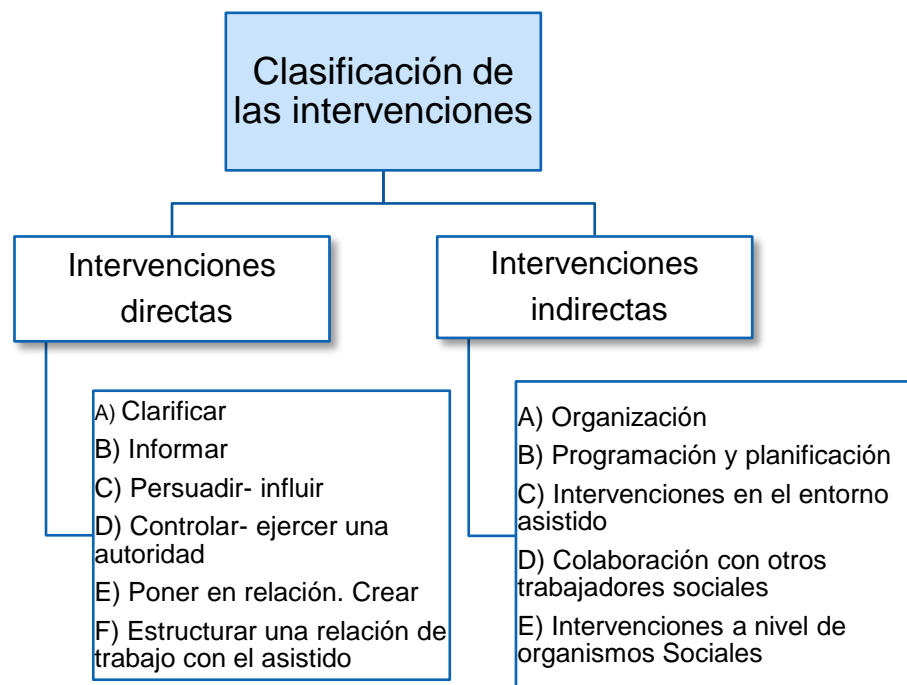 Clasificación de
las intervenciones
Intervenciones
directas
A) Clarificar
B) Informar
C) Persuadir- influir
D) Controlar- ejercer una
autoridad
E) Poner en relación. Crear
F) Estructurar una relación de
trabajo con el asistido
Intervenciones
indirectas
A) Organización
B) Programación y planificación
C) Intervenciones en el entorno
asistido
D) Colaboración con otros
trabajadores sociales
E) Intervenciones a nivel de
organismos Sociales